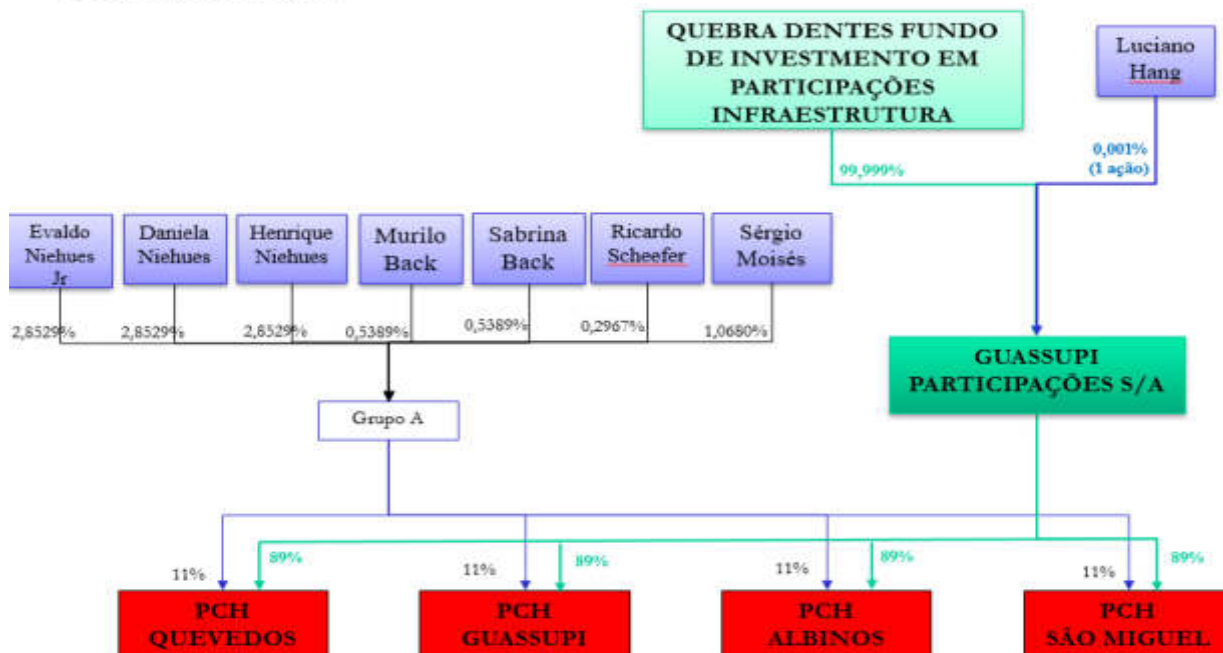 QUEBRA DENTES FUNDO
DE INVESTMENTO EM
PARTICIPAÇÕES
INFRAESTRUTURA
Luciano
Hang
99,999%
0,001%
(1 ação)
Evaldo
Niehues
Jr
Daniela
Niehues
Henrique
Niehues
Murilo
Back
Sabrina
Back
Ricardo
Scheefer
Sérgio
Moisés
2,8529%
2,8529%
2,8529%
0,5389%
0,5389%
0,2967%
1,0680%
GUASSUPI
PARTICIPAÇÕES S/A
Grupo A
11%
89%
11%
89%
11%
89%
11%
89%
PCH
QUEVEDOS
PCH
GUASSUPI
PCH
ALBINOS
PCH
SÃO MIGUEL